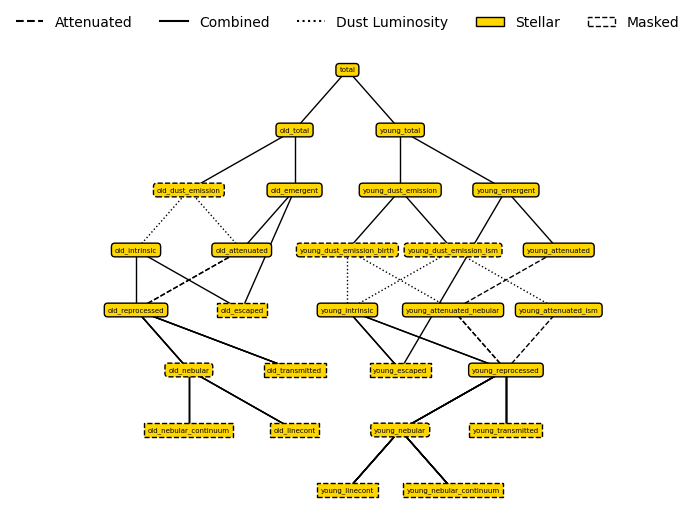 Attenuated Combined Dust Luminosity Stellar Masked
total
old_total young_total
old_dust_emission old_emergent young_dust_emission young_emergent
old_intrinsic old_attenuated young_dust_emission_birth young_dust_emission_ism young_attenuated
old_reprocessed old_escaped young_intrinsic young_attenuated_nebular young_attenuated_ism
old_nebular old_transmitted young_escaped young_reprocessed
old_nebular_continuum old_linecont young_nebular young_transmitted
young_linecont young_nebular_continuum